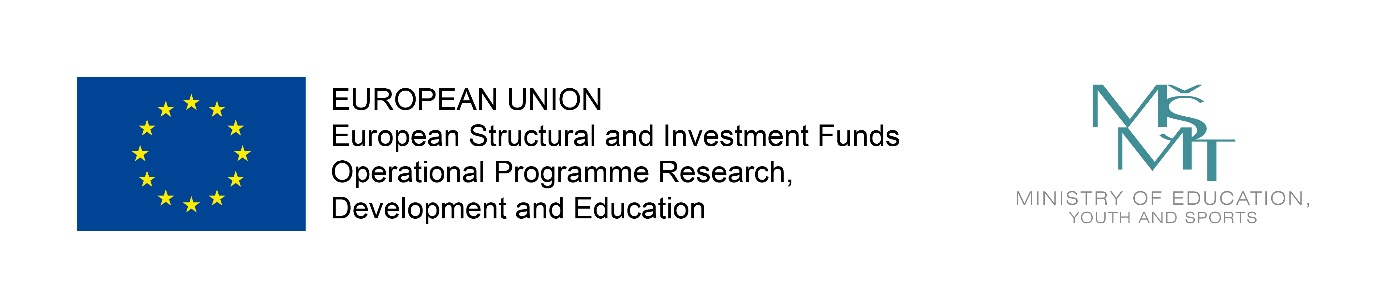 EUROPEAN UNION
European Structural and Investment Funds
Operational Programme Research,
Development and Education
MŠMT
MINISTRY OF EDUCATION,
YOUTH AND SPORTS